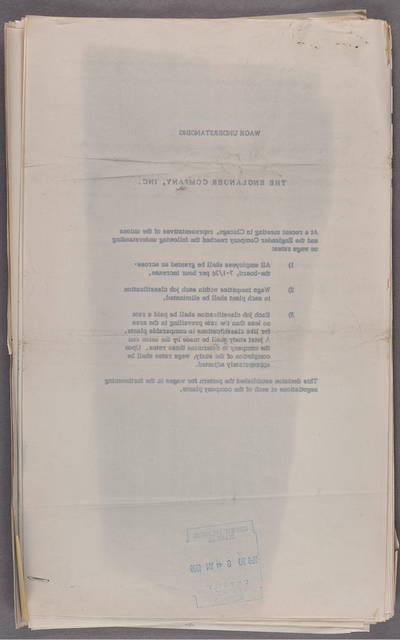 WAGE UNDERSTANDING
THE ENGLANDER COMPANY, INC.
At a recent meeting in Chicago, representatives of the unions
and the Englander Company reached the following understanding
on wage rates:
1) All employees shall be granted an across-
the-board, 7-1/2¢ per hour increase.
2) Wage inequities within each job classification
in each plant shall be eliminated.
3) Each job classification shall be paid a rate
no less than the rate prevailing in the area
for like classifications in comparable plants.
A joint study shall be made by the union and
the company to determine these rates. Upon
completion of the study, wage rates shall be
appropriately adjusted.
This decision established the pattern for wages in the forthcoming
negotiations at each of the company plants.